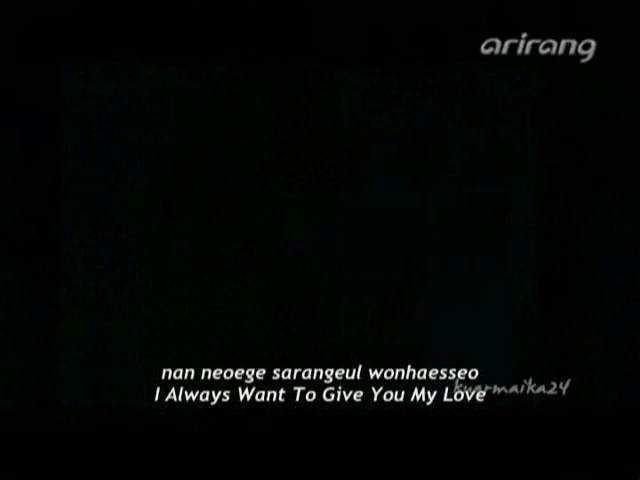 arirang
nan neoege sarangeul wonhaesseo
I Always Want To Give You My Love
kuarmaika24